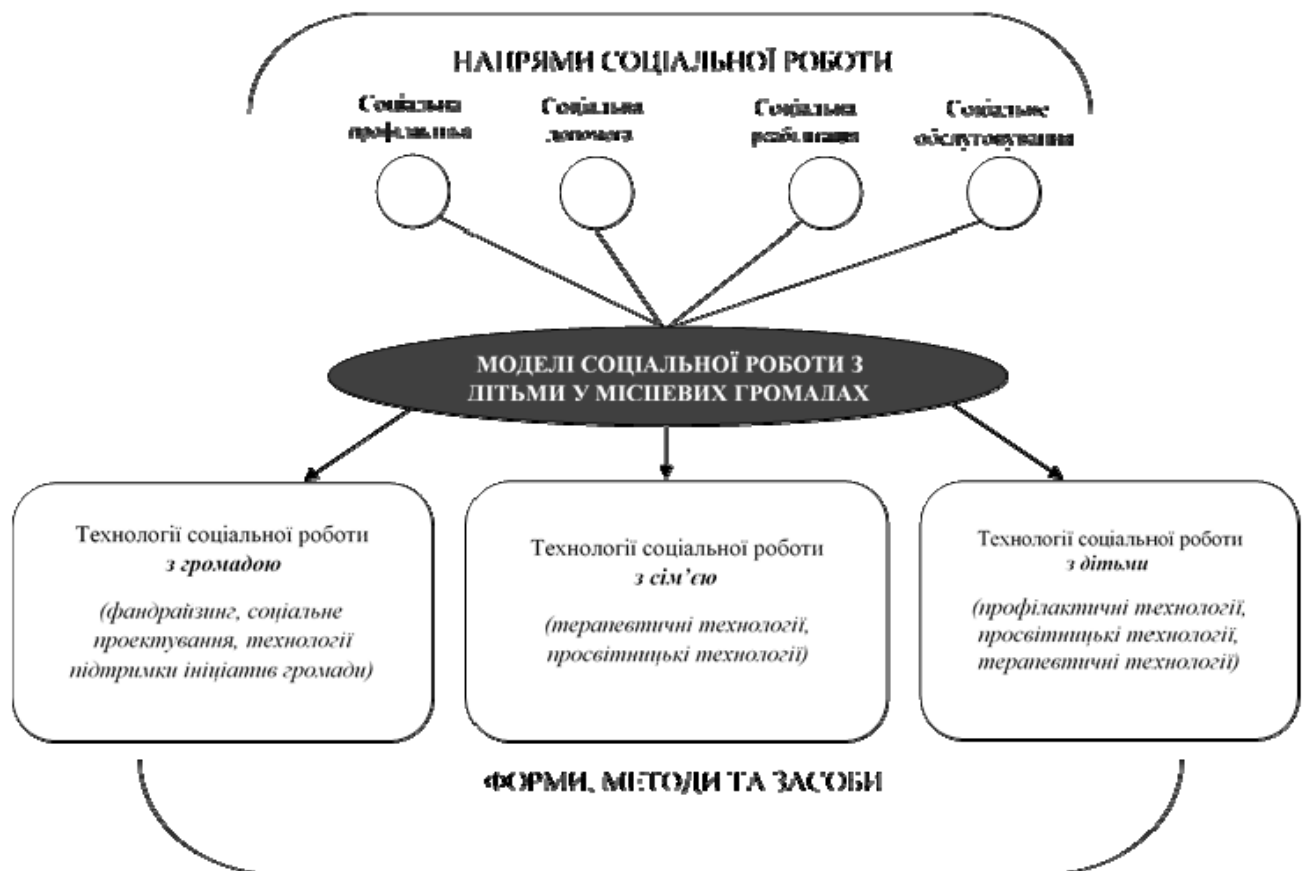 НАПРЯМИ СОЦІАЛЬНОЇ РОБОТИ
Соціальна
профілактика
Соціальна
допомога
Соціальна
реабілітація
Соціальне
обслуговування
МОДЕЛІ СОЦІАЛЬНОЇ РОБОТИ З
ДІТЬМИ У МІСЦЕВИХ ГРОМАДАХ
Технології соціальної роботи
з громадою
(фандрайзинг, соціальне
проектування, технології
підтримки ініціатив громади)
Технології соціальної роботи
з сім’єю
(терапевтичні технології,
просвітницькі технології)
Технології соціальної роботи
з дітьми
(профілактичні технології,
просвітницькі технології,
терапевтичні технології)
ФОРМИ, МЕТОДИ ТА ЗАСОБИ